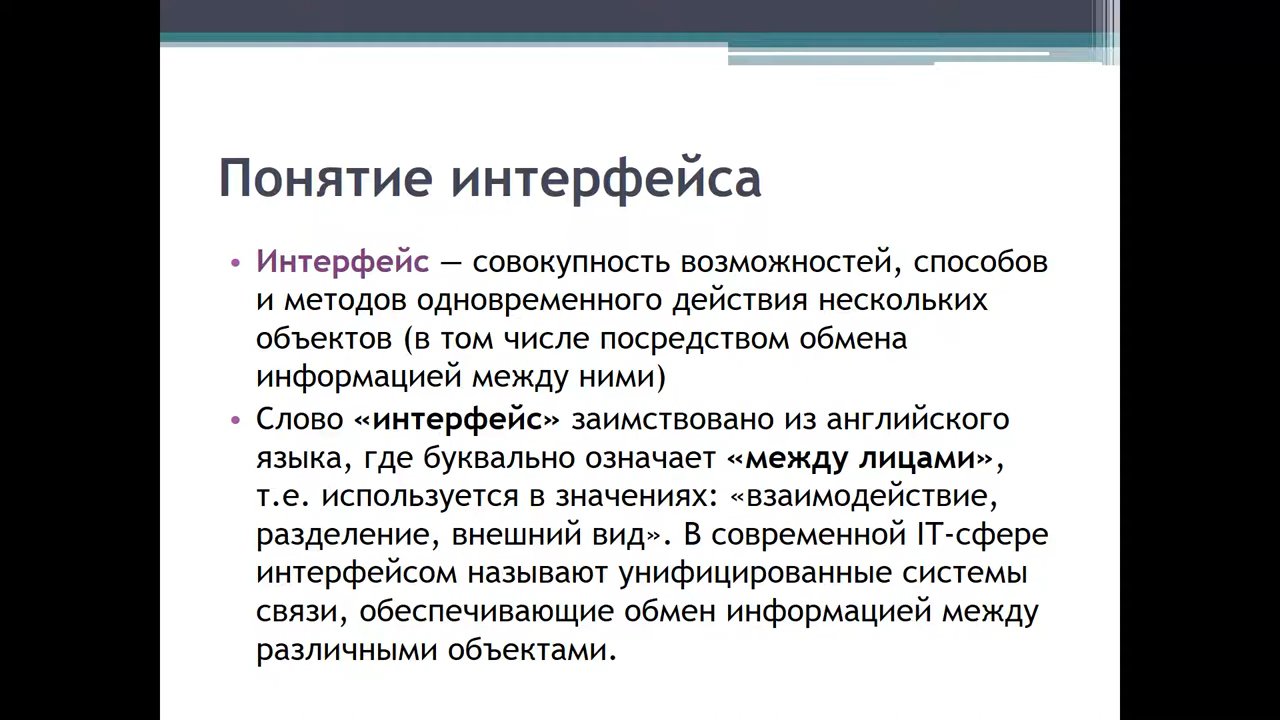 Понятие интерфейса
• Интерфейс — совокупность возможностей, способов
и методов одновременного действия нескольких
объектов (в том числе посредством обмена
информацией между ними)
• Слово «интерфейс» заимствовано из английского
языка, где буквально означает «между лицами»,
т.е. используется в значениях: «взаимодействие,
разделение, внешний вид». В современной IT-сфере
интерфейсом называют унифицированные системы
связи, обеспечивающие обмен информацией между
различными объектами.